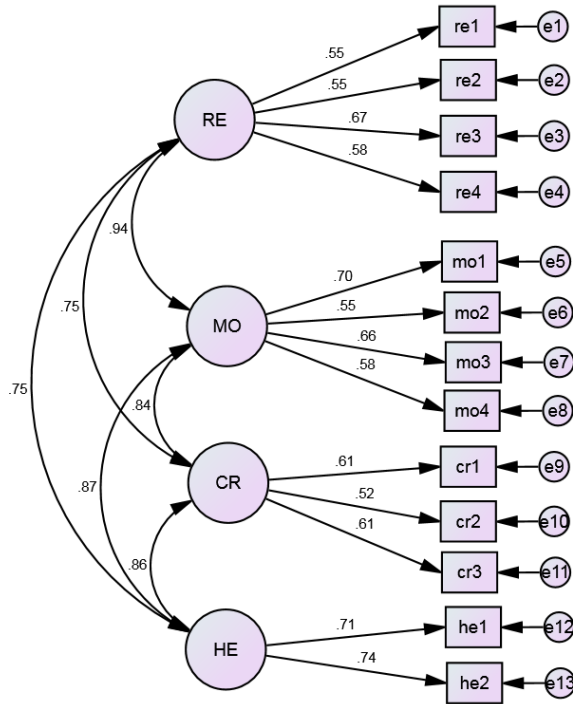 re1 e1
.55
re2 e2
.55
RE
.67
re3 e3
.58
re4 e4
.94
mo1 e5
.70
.75
mo2 e6
.55
MO
.66
mo3 e7
.58
.75
mo4 e8
.84
cr1 e9
.61
.87
CR
.52
cr2 e10
.61
.86
cr3 e11
he1 e12
.71
HE
.74
he2 e13